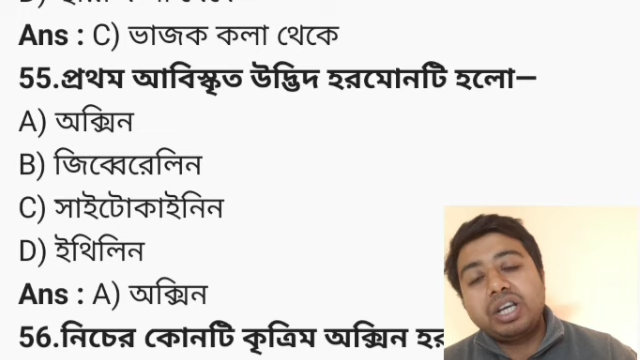 Ans : C) ভাজক কলা থেকে
55.প্রথম আবিস্কৃত উদ্ভিদ হরমোনটি হলো—
A) অক্সিন
B) জিব্বেরেলিন
C) সাইটোকাইনিন
D) ইথিলিন
Ans : A) অক্সিন
56.নিচের কোনটি কৃত্রিম অক্সিন